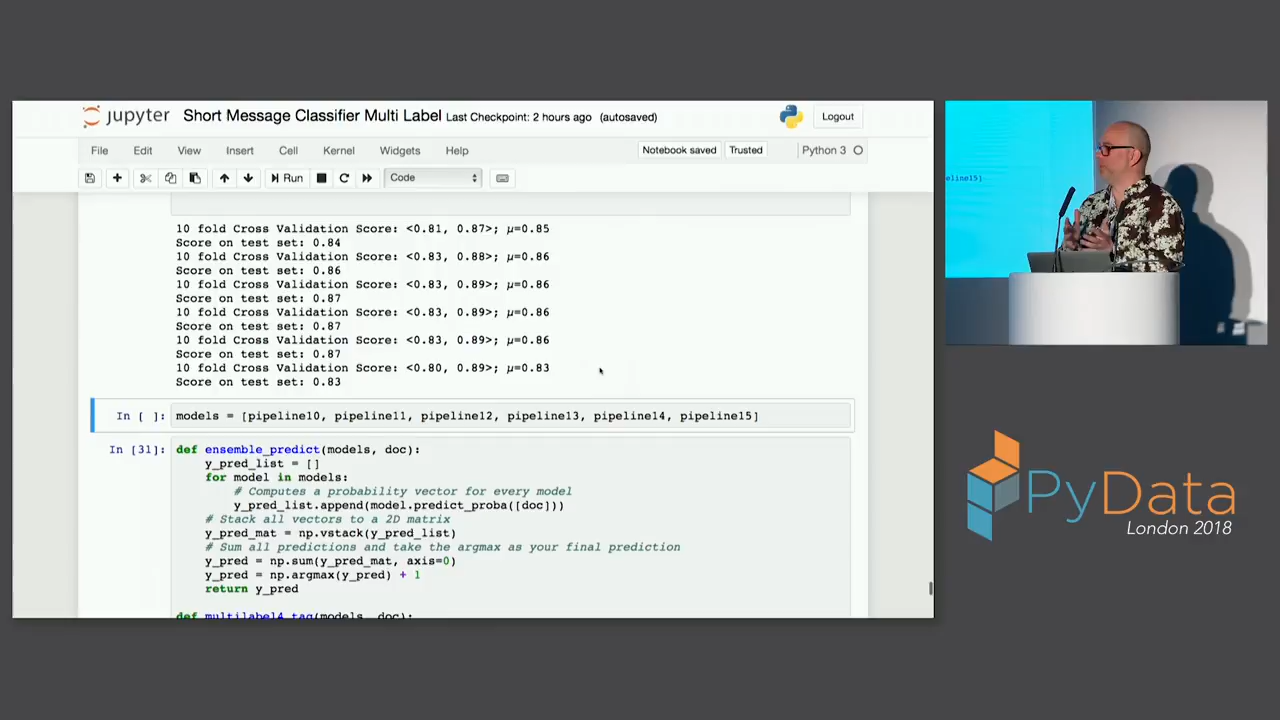 jupyter Short Message Classifier Multi Label Last Checkpoint: 2 hours ago (autosaved) Logout
File Edit View Insert Cell Kernel Widgets Help Notebook saved Trusted Python 3
Run Code
10 fold Cross Validation Score: <0.81, 0.87>; µ=0.85
Score on test set: 0.84
10 fold Cross Validation Score: <0.83, 0.88>; µ=0.86
Score on test set: 0.86
10 fold Cross Validation Score: <0.83, 0.89>; µ=0.86
Score on test set: 0.87
10 fold Cross Validation Score: <0.83, 0.89>; µ=0.86
Score on test set: 0.87
10 fold Cross Validation Score: <0.83, 0.89>; µ=0.86
Score on test set: 0.87
10 fold Cross Validation Score: <0.80, 0.89>; µ=0.83
Score on test set: 0.83
In [ ]: models = [pipeline10, pipeline11, pipeline12, pipeline13, pipeline14, pipeline15]
In [31]: def ensemble_predict(models, doc):
y_pred_list = []
for model in models:
# Computes a probability vector for every model
y_pred_list.append(model.predict_proba([doc]))
# Stack all vectors to a 2D matrix
y_pred_mat = np.vstack(y_pred_list)
# Sum all predictions and take the argmax as your final prediction
y_pred = np.sum(y_pred_mat, axis=0)
y_pred = np.argmax(y_pred) + 1
return y_pred
def multilabel4_tag(models, doc):
eline15]
PyData
London 2018